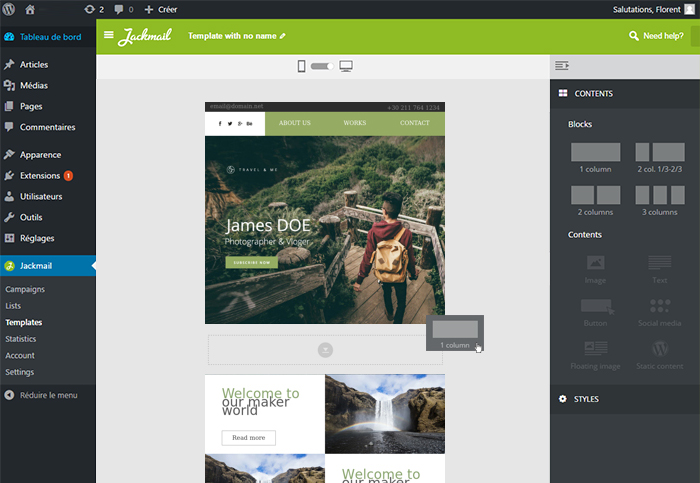 2
0
Créer
Salutations, Florent
Tableau de bord
Articles
Médias
Pages
Commentaires
Apparence
Extensions 1
Utilisateurs
Outils
Réglages
Jackmail
Campaigns
Lists
Templates
Statistics
Account
Settings
Réduire le menu
Jackmail
Template with no name
Need help?
email@domain.net
+30 211 764 1234
ABOUT US
WORKS
CONTACT
TRAVEL & ME
James DOE
Photographer & Vloger
SUBSCRIBE NOW
1 column
Welcome to
our maker
world
Read more
Welcome to
our maker
CONTENTS
Blocks
1 column
2 col. 1/3-2/3
2 columns
3 columns
Contents
Image
Text
Button
Social media
Floating image
Static content
STYLES